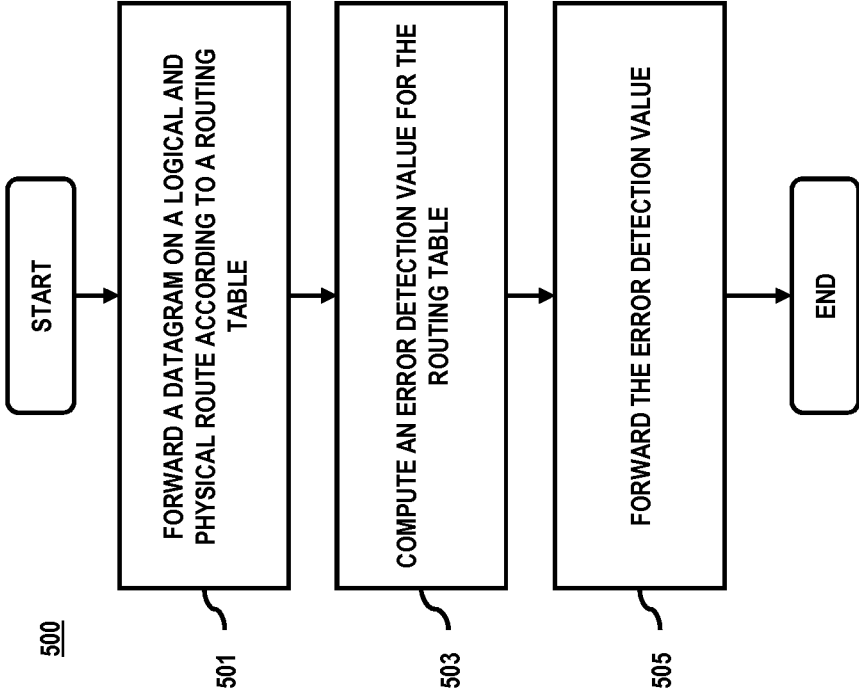 500
START
501
FORWARD A DATAGRAM ON A LOGICAL AND
PHYSICAL ROUTE ACCORDING TO A ROUTING
TABLE
503
COMPUTE AN ERROR DETECTION VALUE FOR THE
ROUTING TABLE
505
FORWARD THE ERROR DETECTION VALUE
END